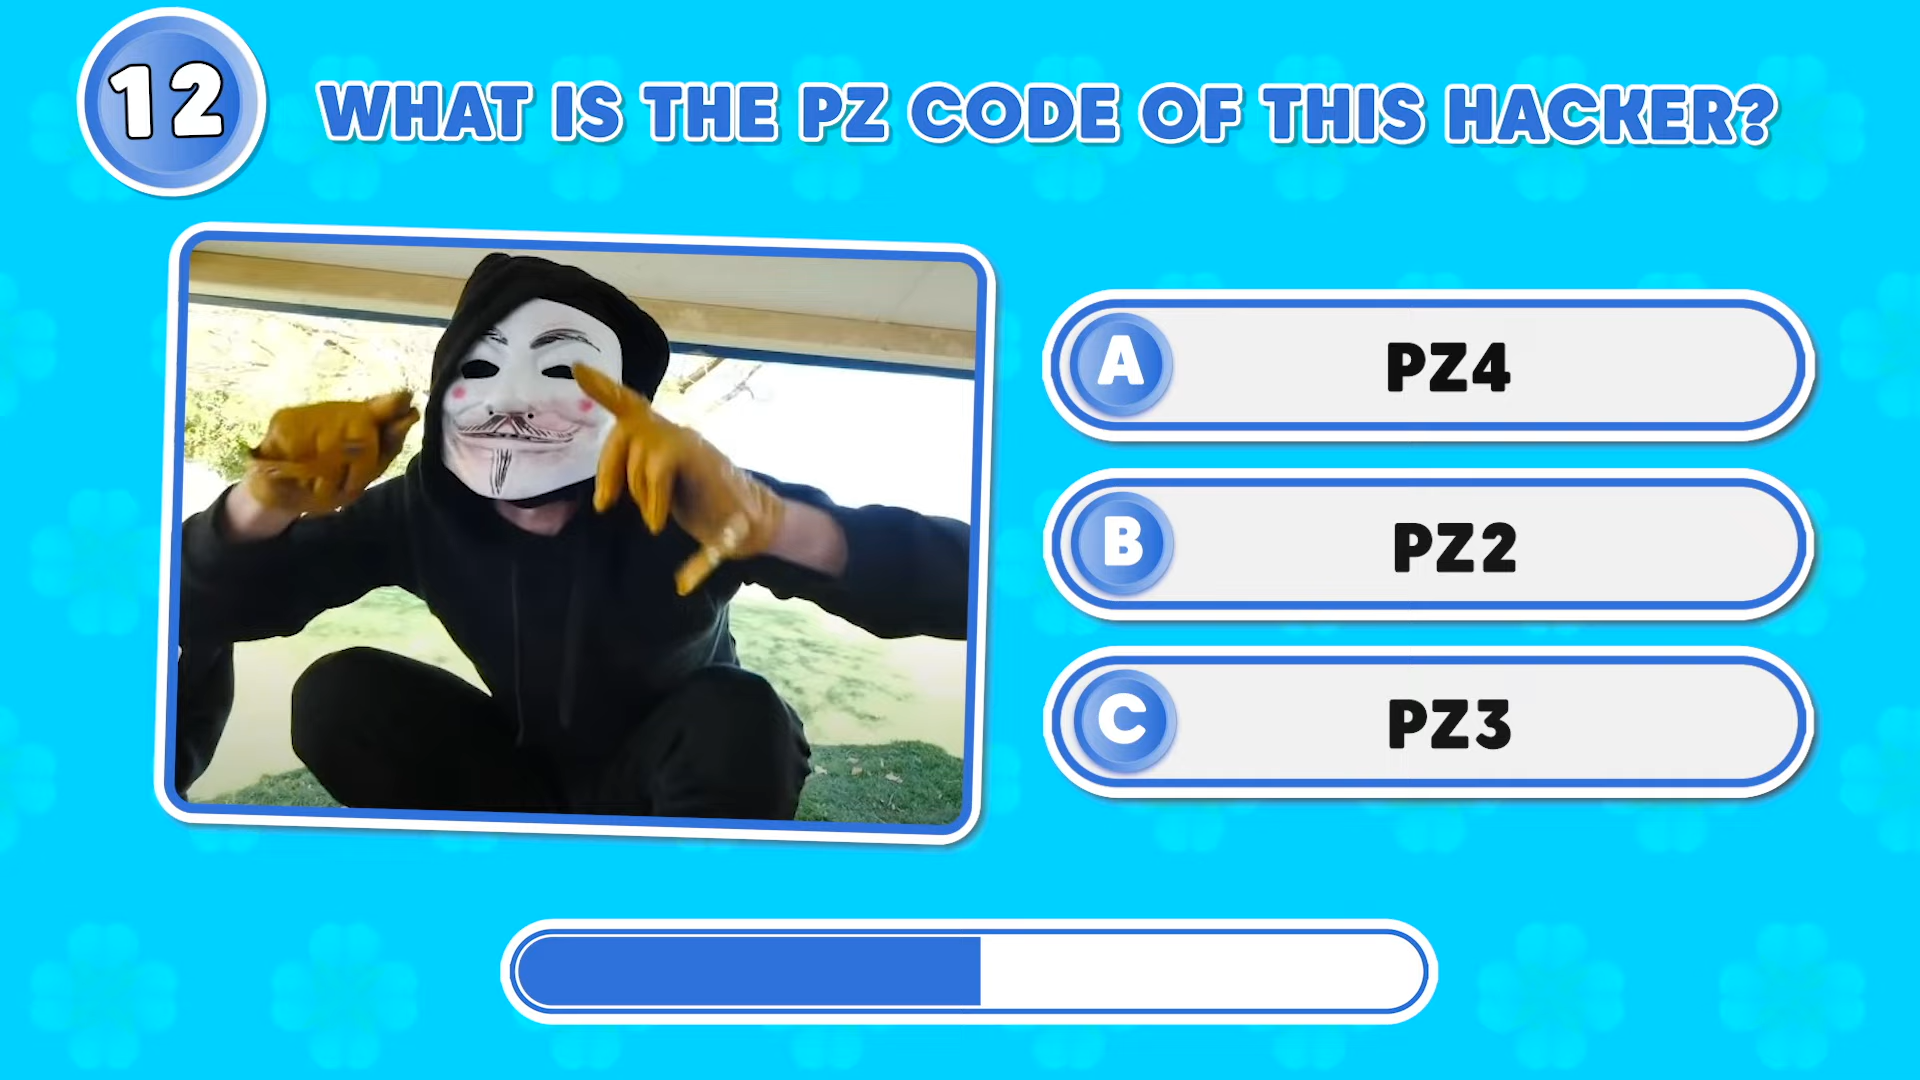 12
WHAT IS THE PZ CODE OF THIS HACKER?
A
PZ4
B
PZ2
C
PZ3